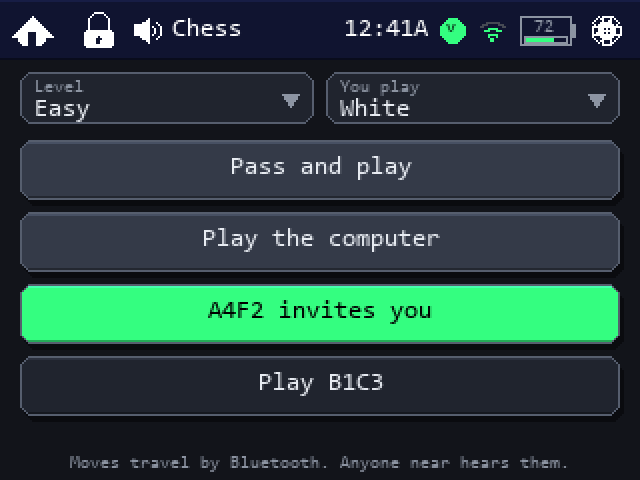 Chess
12:41A
V
72
Level
Easy
You play
White
Pass and play
Play the computer
A4F2 invites you
Play B1C3
Moves travel by Bluetooth. Anyone near hears them.